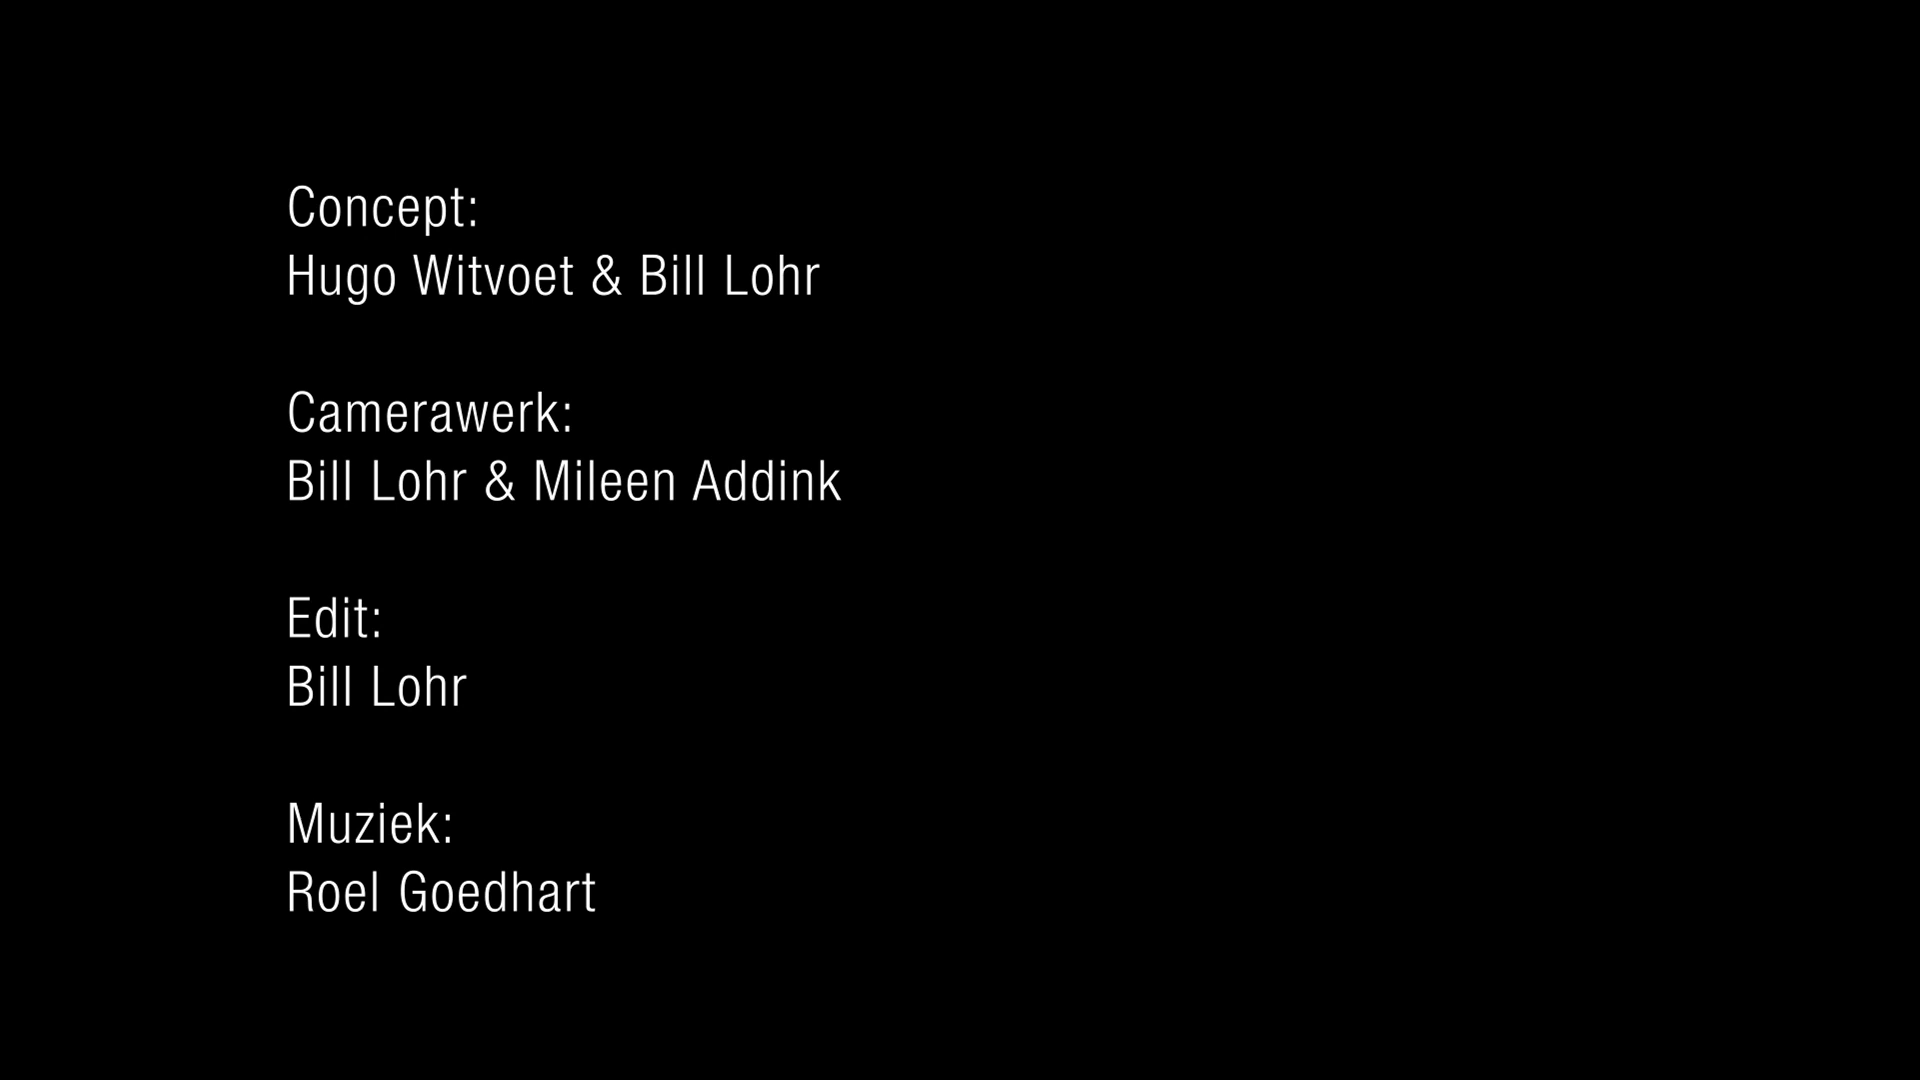 Concept:
Hugo Witvoet & Bill Lohr
Camerawerk:
Bill Lohr & Mileen Addink
Edit:
Bill Lohr
Muziek:
Roel Goedhart